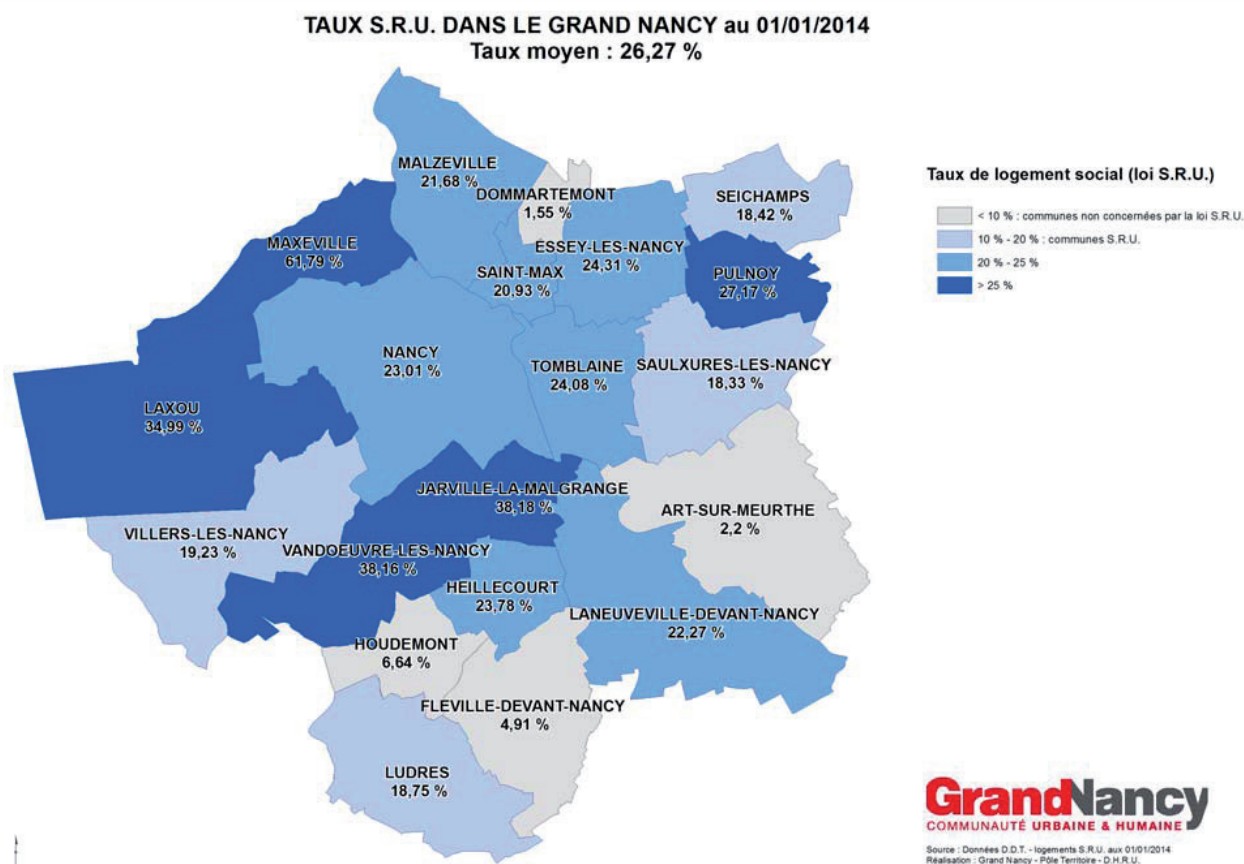 TAUX S.R.U. DANS LE GRAND NANCY au 01/01/2014
Taux moyen : 26,27 %
MALZEVILLE
21,68 %
DOMMARTEMONT
1,55 %
SEICHAMPS
18,42 %
MAXEVILLE
61,79 %
ESSEY-LES-NANCY
24,31 %
SAINT-MAX
20,93 %
PULNOY
27,17 %
NANCY
23,01 %
TOMBLAINE
24,08 %
SAULXURES-LES-NANCY
18,33 %
LAXOU
34,99 %
JARVILLE-LA-MALGRANGE
38,18 %
ART-SUR-MEURTHE
2,2 %
VILLERS-LES-NANCY
19,23 %
VANDOEUVRE-LES-NANCY
38,16 %
HEILLECOURT
23,78 %
LANEUVEVILLE-DEVANT-NANCY
22,27 %
HOUDEMONT
6,64 %
FLEVILLE-DEVANT-NANCY
4,91 %
LUDRES
18,75 %
Taux de logement social (loi S.R.U.)
< 10 % : communes non concernées par la loi S.R.U.
10 % - 20 % : communes S.R.U.
20 % - 25 %
> 25 %
GrandNancy
COMMUNAUTÉ URBAINE & HUMAINE
Source : Données D.D.T. - logements S.R.U. aux 01/01/2014
Réalisation : Grand Nancy - Pôle Territoire - D.H.R.U.